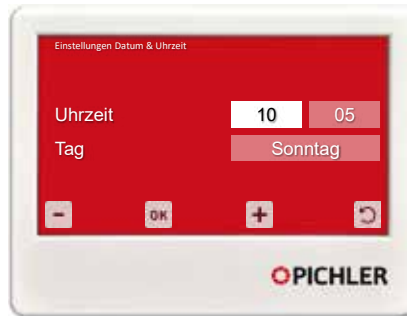 Einstellungen Datum & Uhrzeit
Uhrzeit 10 05
Tag Sonntag
- OK +
PICHLER